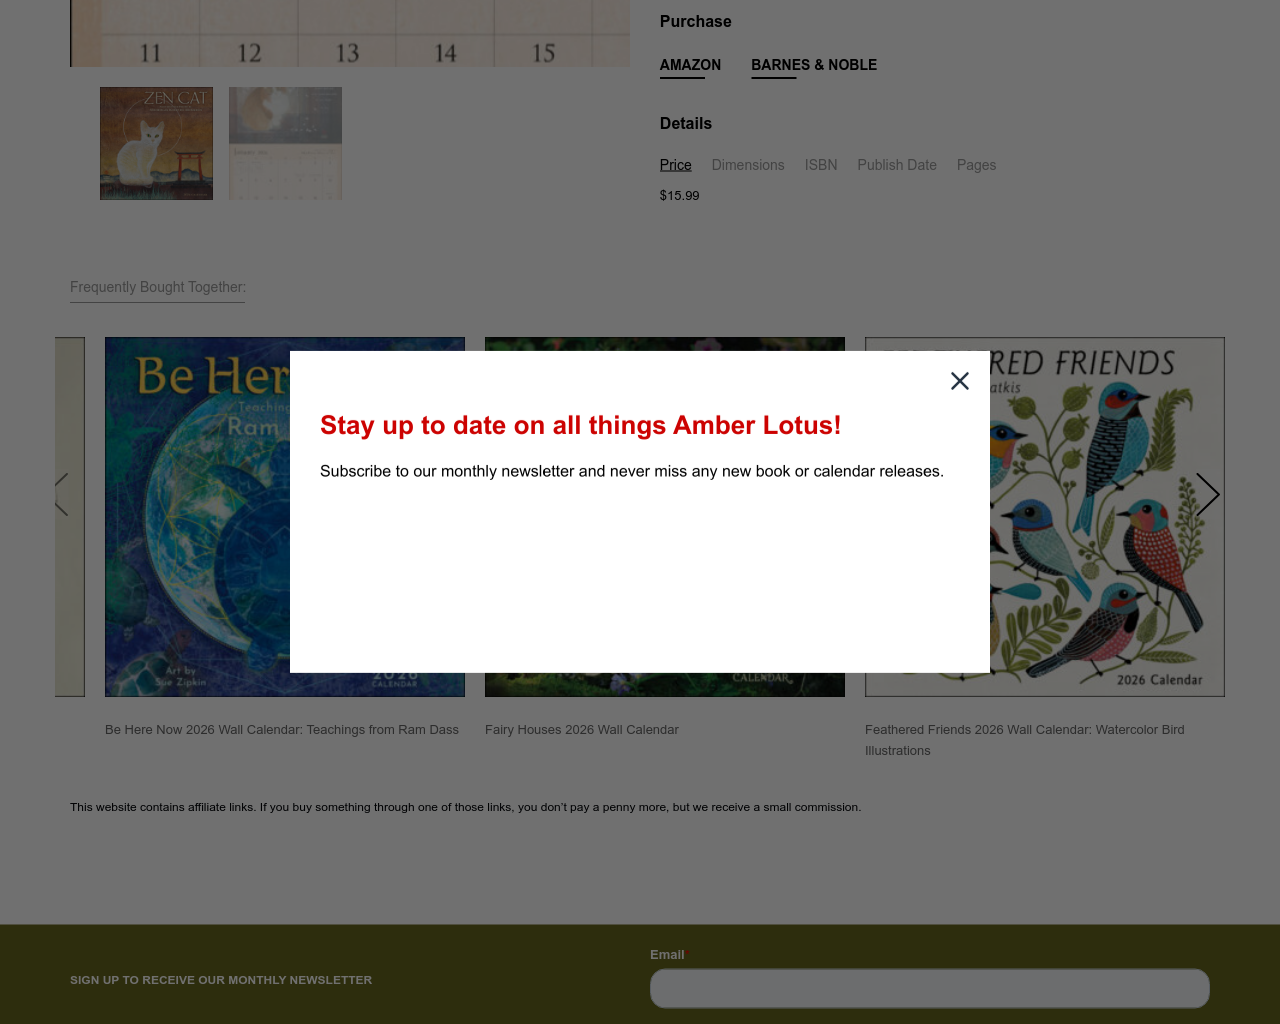 11 12 13 14 15
ZEN CAT
Purchase
AMAZON BARNES & NOBLE
Details
Price Dimensions ISBN Publish Date Pages
$15.99
Frequently Bought Together:
Be Her
Teaching
Ram
Art by
Sue Zipkin
2026
CALENDAR
CALENDAR
RED FRIENDS
atkis
2026 Calendar
Stay up to date on all things Amber Lotus!
Subscribe to our monthly newsletter and never miss any new book or calendar releases.
Be Here Now 2026 Wall Calendar: Teachings from Ram Dass
Fairy Houses 2026 Wall Calendar
Feathered Friends 2026 Wall Calendar: Watercolor Bird
Illustrations
This website contains affiliate links. If you buy something through one of those links, you don’t pay a penny more, but we receive a small commission.
SIGN UP TO RECEIVE OUR MONTHLY NEWSLETTER
Email